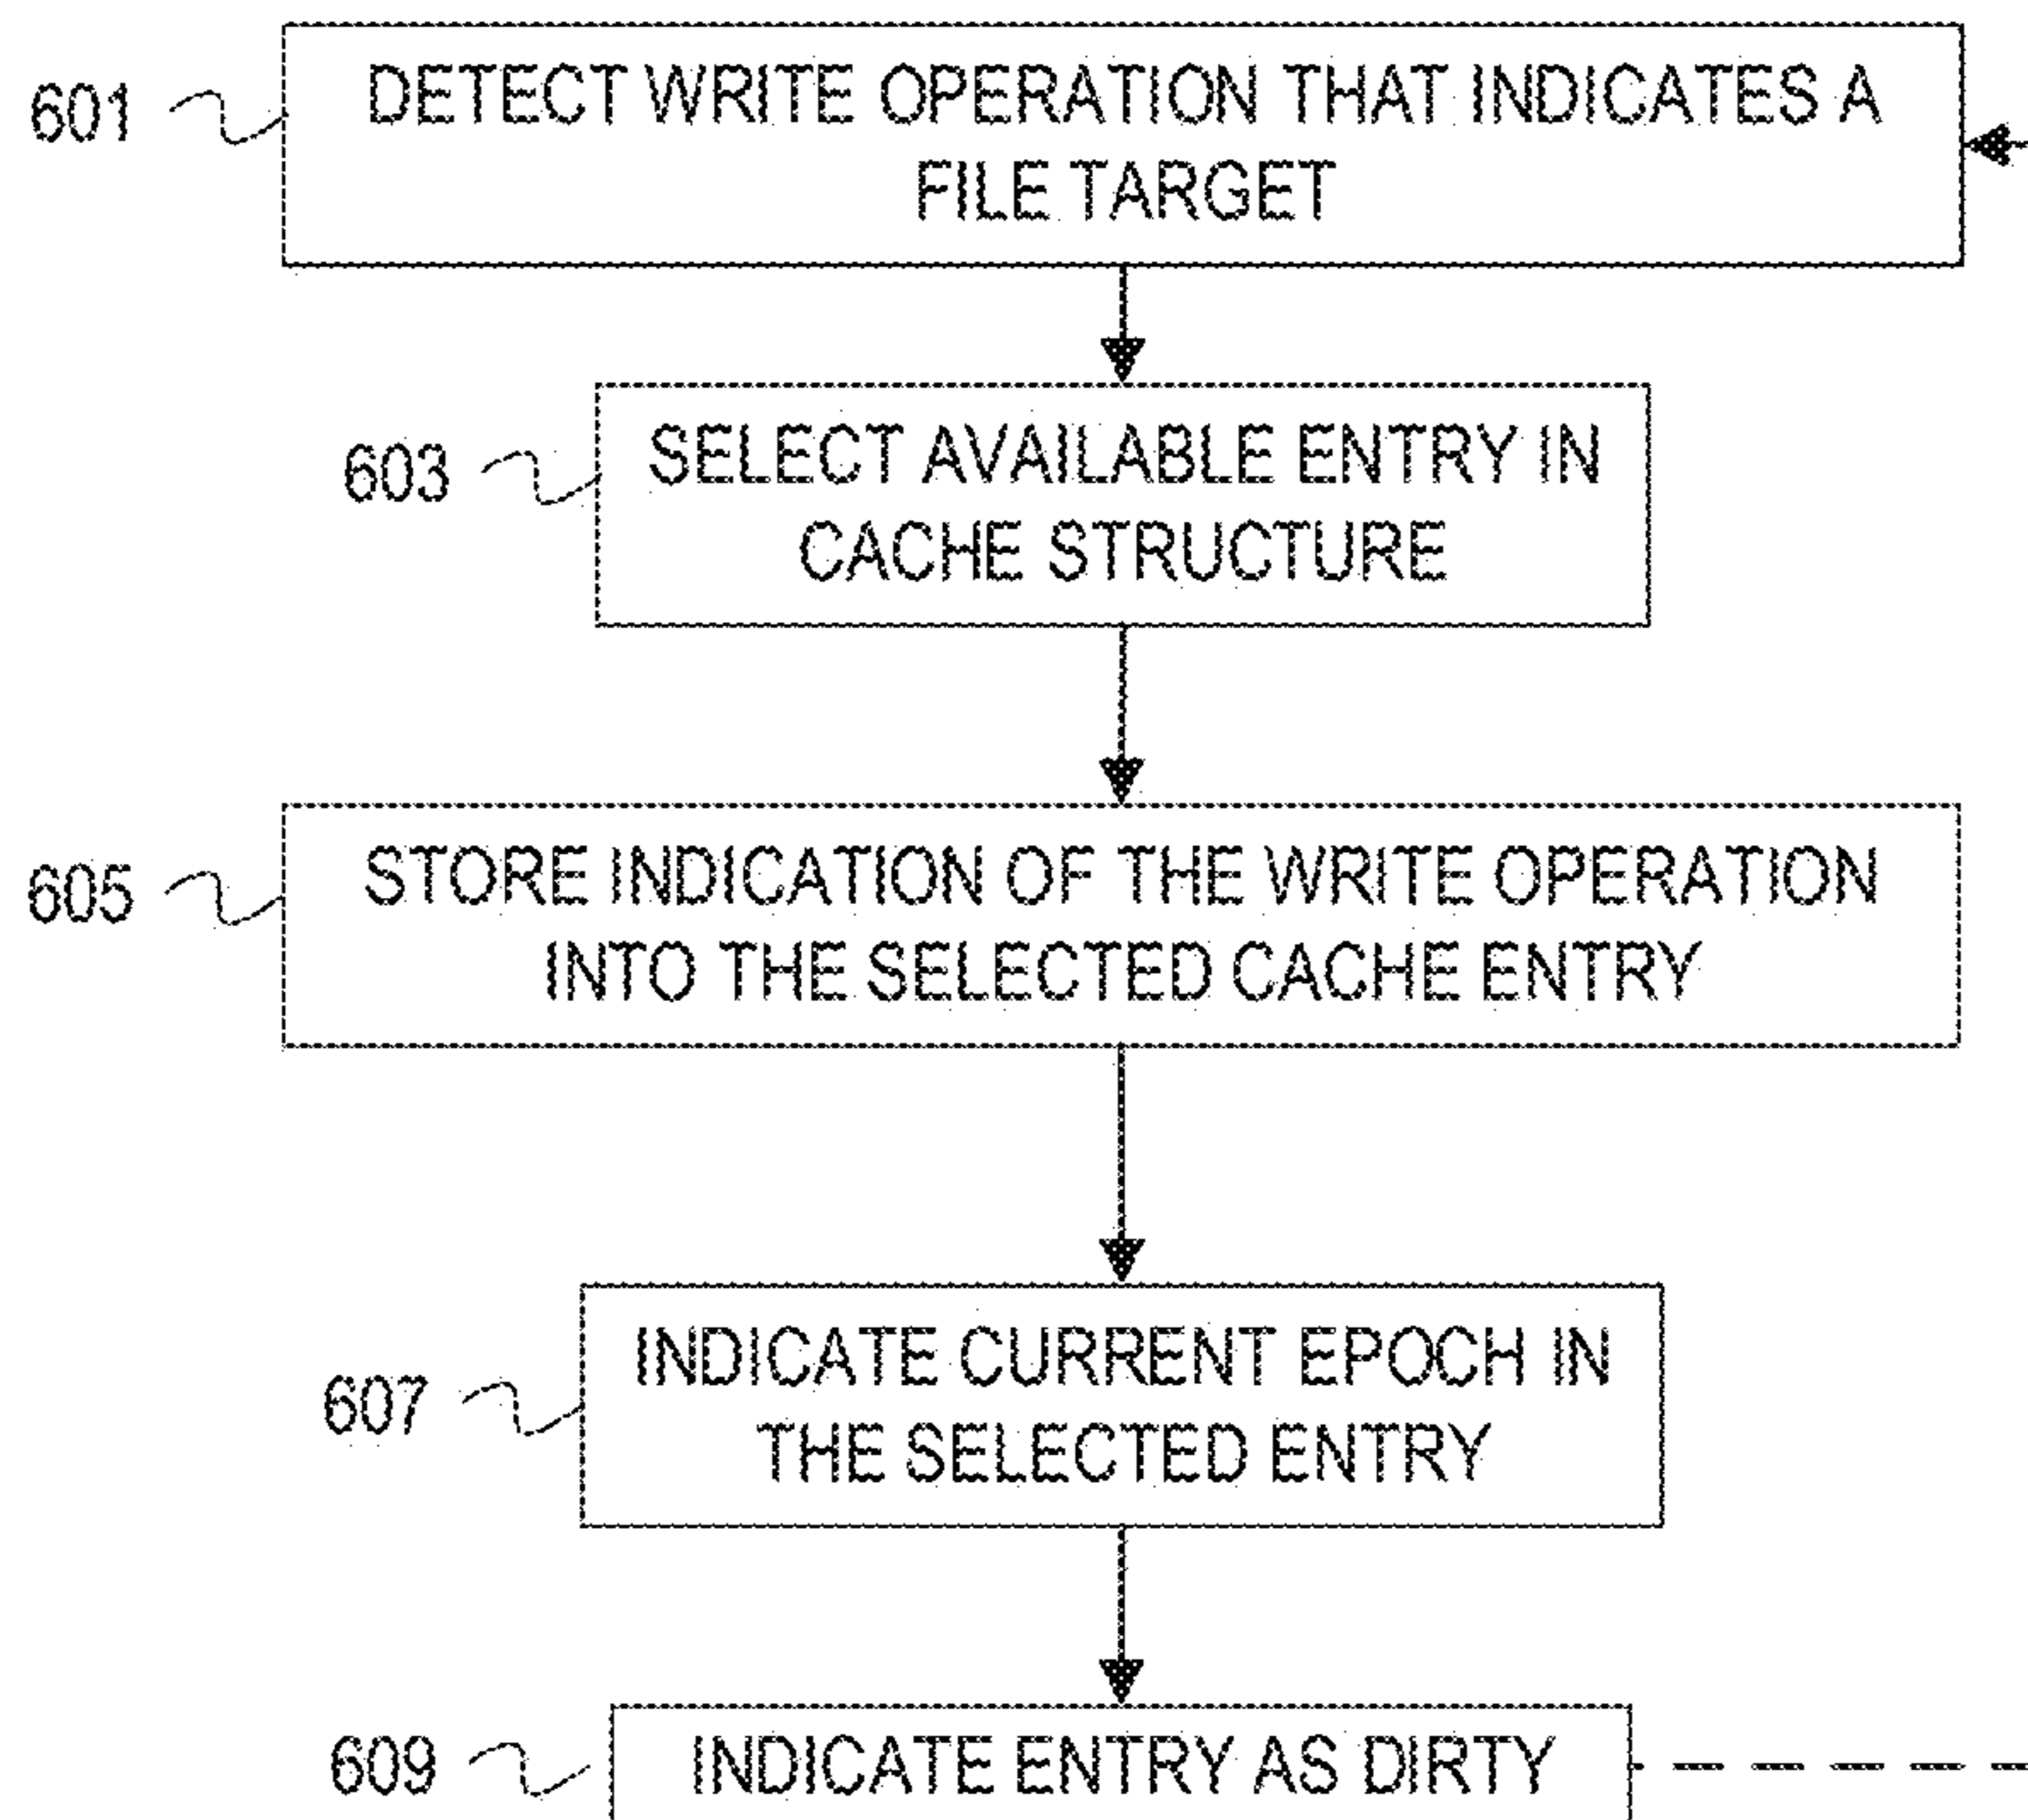 601
DETECT WRITE OPERATION THAT INDICATES A
FILE TARGET
603
SELECT AVAILABLE ENTRY IN
CACHE STRUCTURE
605
STORE INDICATION OF THE WRITE OPERATION
INTO THE SELECTED CACHE ENTRY
607
INDICATE CURRENT EPOCH IN
THE SELECTED ENTRY
609
INDICATE ENTRY AS DIRTY